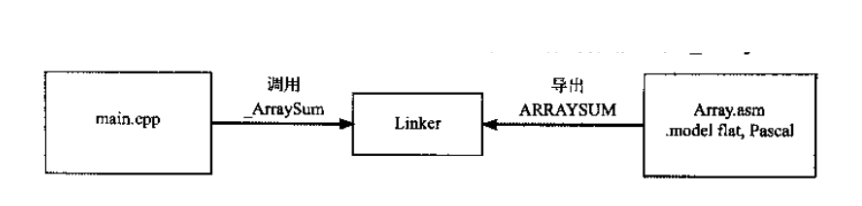 调用
_ArraySum
导出
ARRAYSUM
main.cpp
Linker
Array.asm
.model flat, Pascal